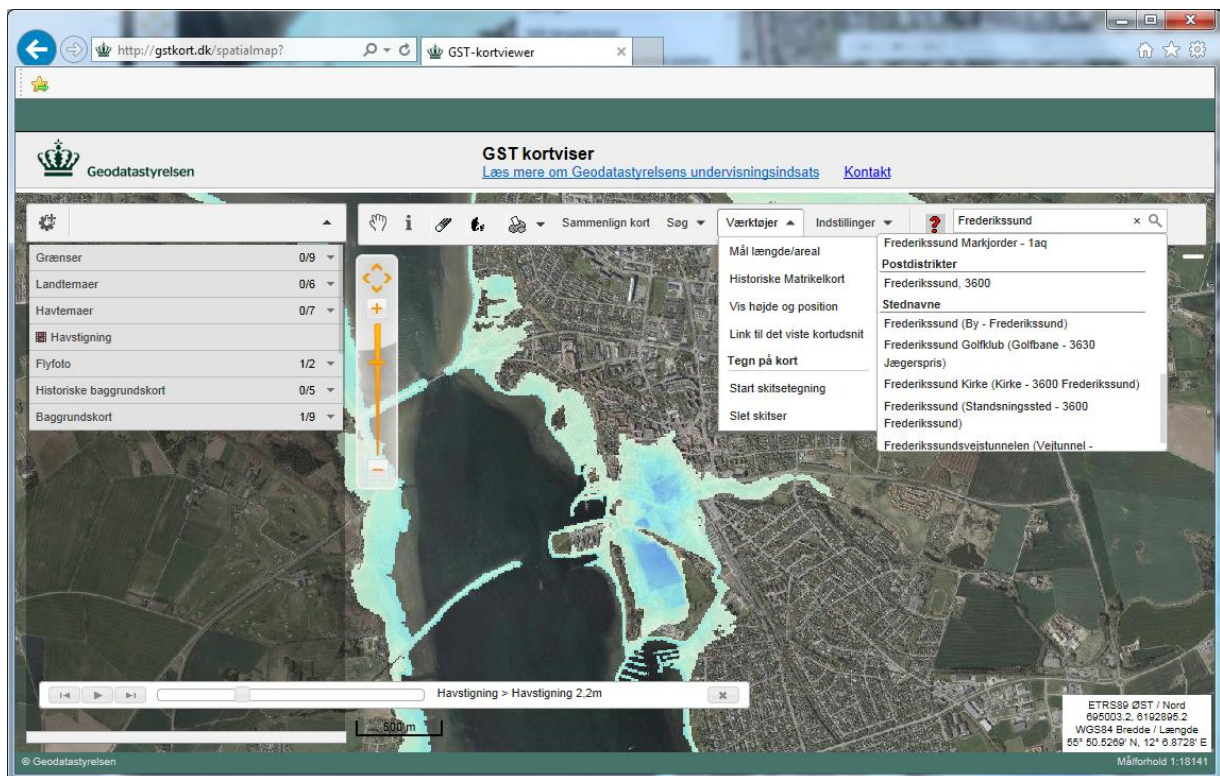 http://gstkort.dk/spatialmap?
GST-kortviewer
Geodatastyrelsen
GST kortviser
Læs mere om Geodatastyrelsens undervisningsindsats Kontakt
Sammenlign kort Søg Værktøjer Indstillinger ? Frederikssund
Grænser 0/9
Landtemaer 0/6
Havtemaer 0/7
Havstigning
Flyfoto 1/2
Historiske baggrundskort 0/5
Baggrundskort 1/9
Mål længde/areal
Historiske Matrikelkort
Vis højde og position
Link til det viste kortudsnit
Tegn på kort
Start skitsetegning
Slet skitser
Frederikssund Markjorder - 1aq
Postdistrikter
Frederikssund, 3600
Stednavne
Frederikssund (By - Frederikssund)
Frederikssund Golfklub (Golfbane - 3630
Jægerspris)
Frederikssund Kirke (Kirke - 3600 Frederikssund)
Frederikssund (Standsningssted - 3600
Frederikssund)
Frederikssundsvejstunnelen (Vejtunnel -
Havstigning > Havstigning 2,2m
500 m
ETRS89 ØST / Nord
695003.2, 6192895.2
WGS84 Bredde / Længde
55° 50.5269' N, 12° 6.8728' E
© Geodatastyrelsen
Målforhold 1:18141